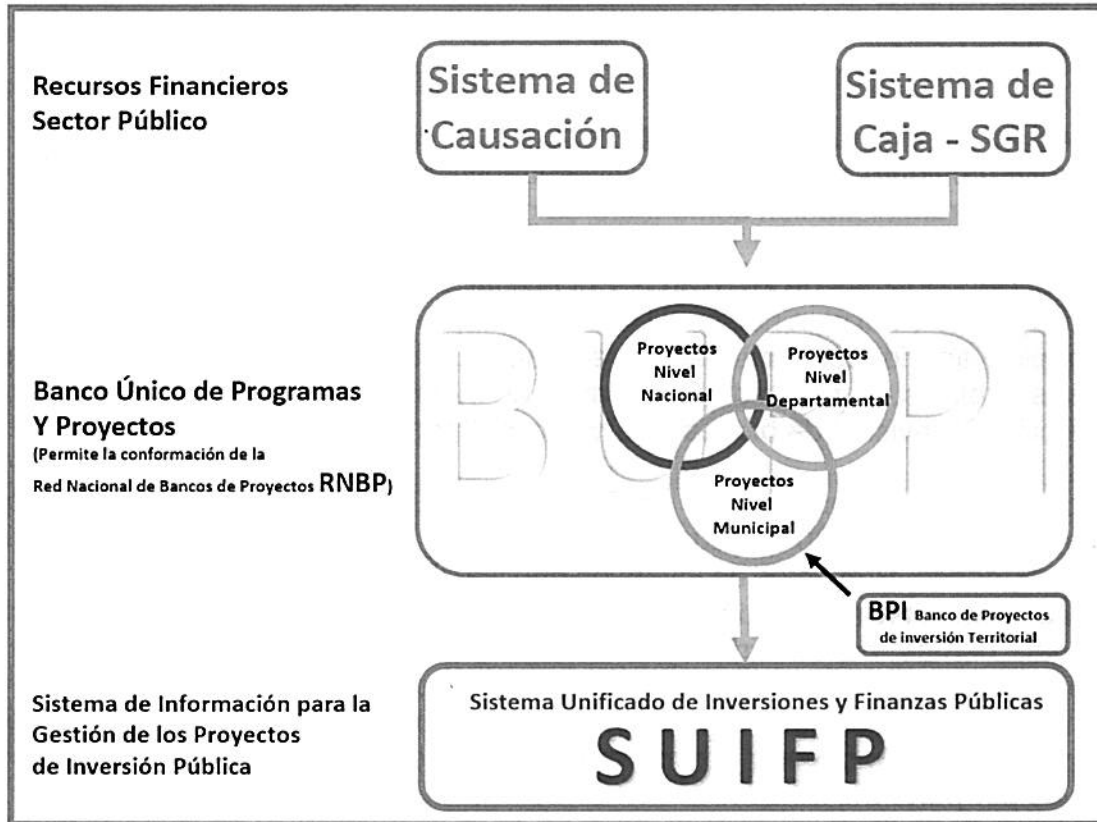 Recursos Financieros
Sector Público
Sistema de
Causación
Sistema de
Caja - SGR
Banco Único de Programas
Y Proyectos
(Permite la conformación de la
Red Nacional de Bancos de Proyectos RNBP)
BUPPI
Proyectos
Nivel
Nacional
Proyectos
Nivel
Departamental
Proyectos
Nivel
Municipal
BPI Banco de Proyectos
de inversión Territorial
Sistema de Información para la
Gestión de los Proyectos
de Inversión Pública
Sistema Unificado de Inversiones y Finanzas Públicas
SUIFP